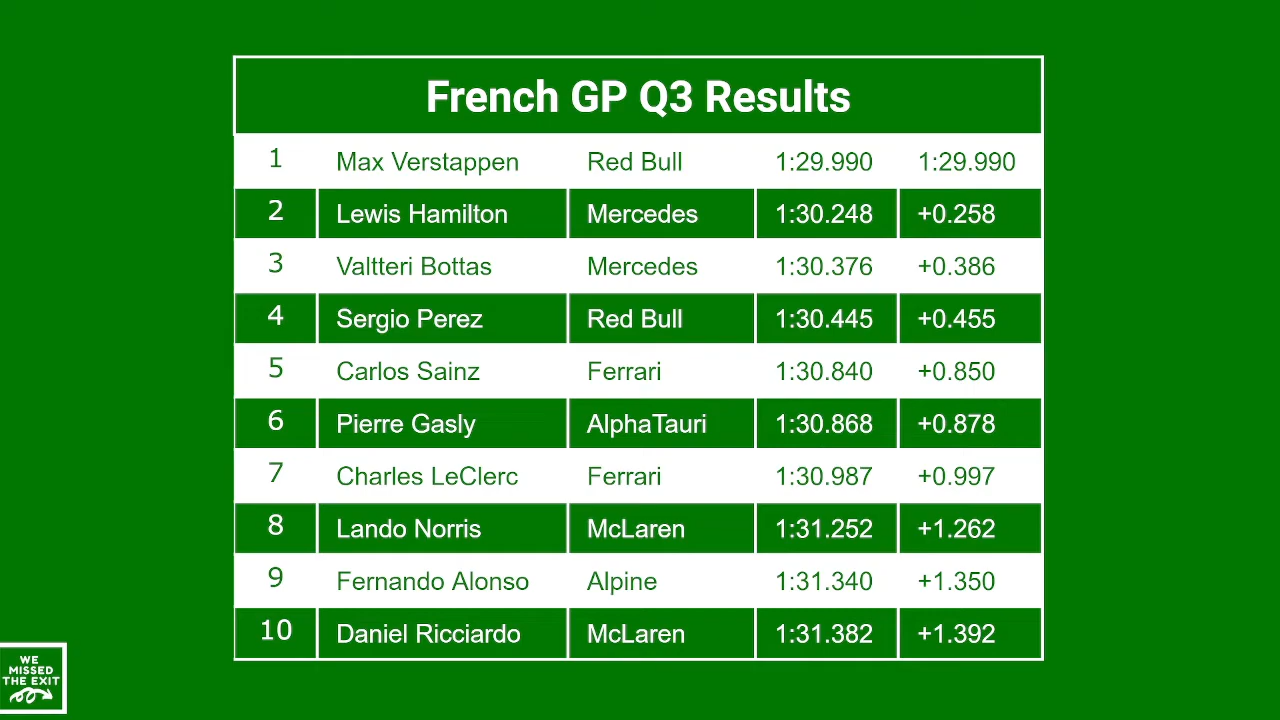 French GP Q3 Results
1 Max Verstappen Red Bull 1:29.990 1:29.990
2 Lewis Hamilton Mercedes 1:30.248 +0.258
3 Valtteri Bottas Mercedes 1:30.376 +0.386
4 Sergio Perez Red Bull 1:30.445 +0.455
5 Carlos Sainz Ferrari 1:30.840 +0.850
6 Pierre Gasly AlphaTauri 1:30.868 +0.878
7 Charles LeClerc Ferrari 1:30.987 +0.997
8 Lando Norris McLaren 1:31.252 +1.262
9 Fernando Alonso Alpine 1:31.340 +1.350
10 Daniel Ricciardo McLaren 1:31.382 +1.392
WE
MISSED
THE EXIT